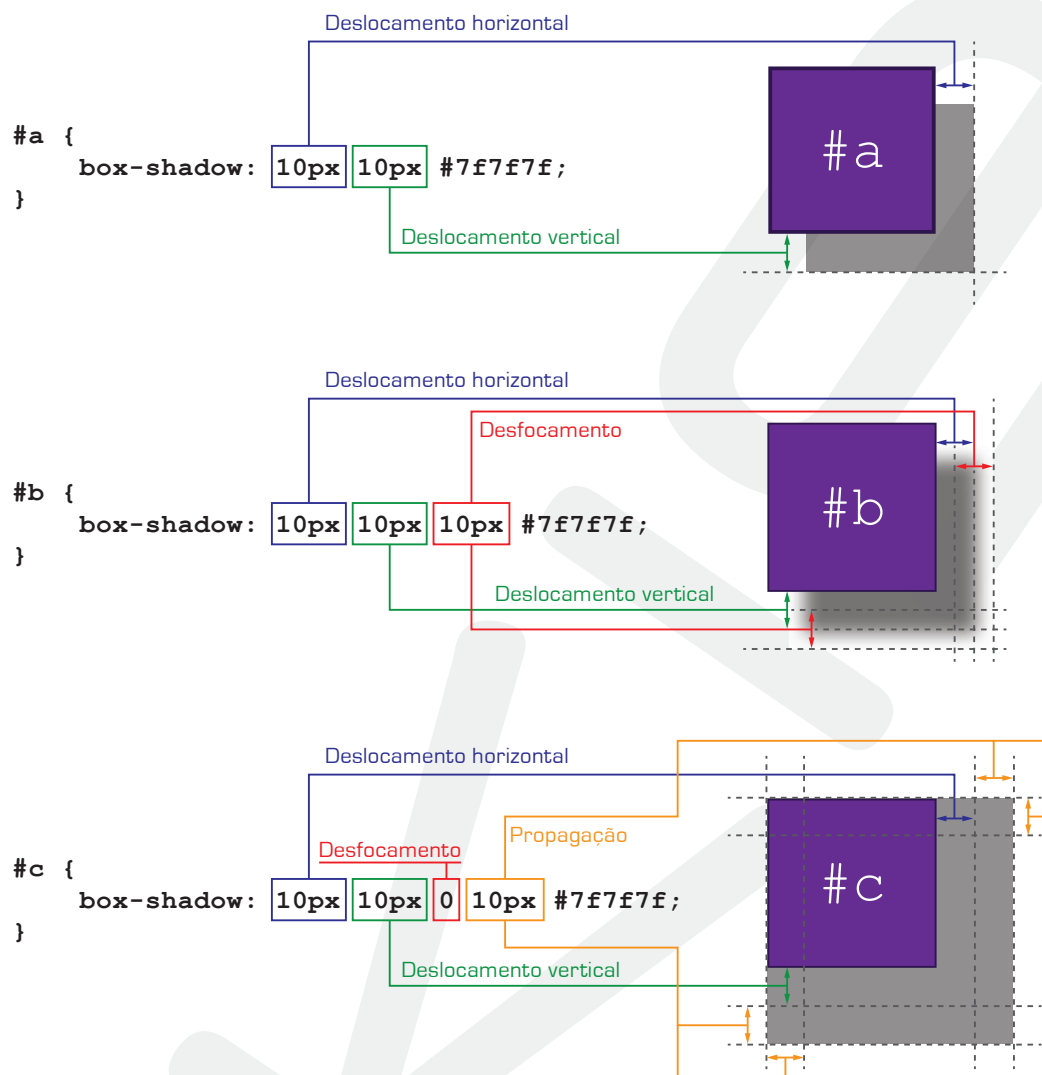 Deslocamento horizontal
#a {
box-shadow: 10px 10px #7f7f7f;
}
Deslocamento vertical
#a
Deslocamento horizontal
Desfocamento
#b {
box-shadow: 10px 10px 10px #7f7f7f;
}
Deslocamento vertical
#b
Deslocamento horizontal
Propagação
Desfocamento
#c {
box-shadow: 10px 10px 0 10px #7f7f7f;
}
Deslocamento vertical
#c